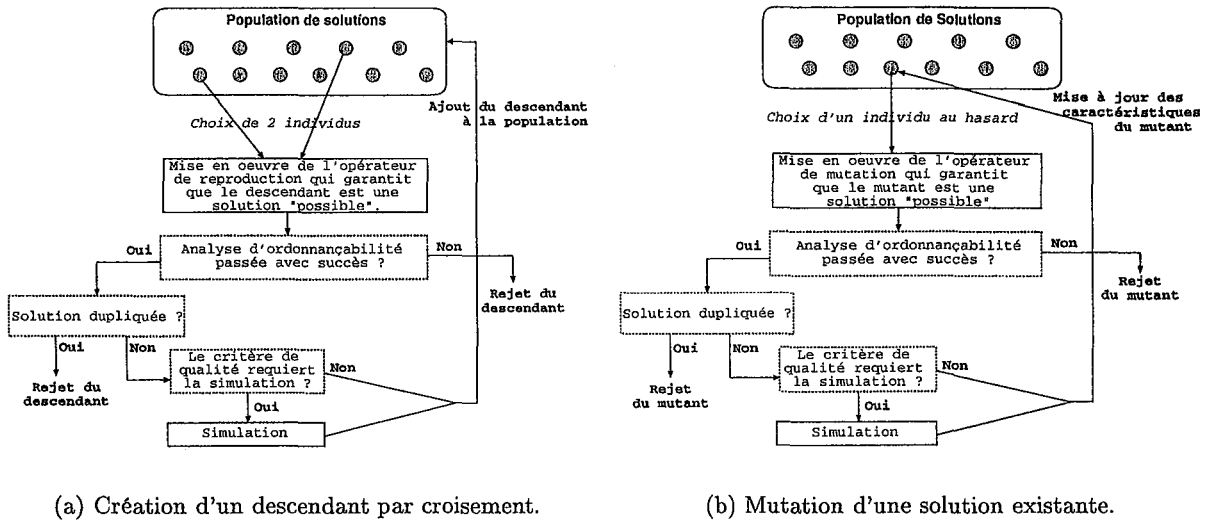 Population de solutions
Choix de 2 individus
Ajout du descendant
à la population
Mise en oeuvre de l'opérateur
de reproduction qui garantit
que le descendant est une
solution "possible".
Oui
Analyse d'ordonnançabilité
passée avec succès ?
Non
Rejet du
descendant
Solution dupliquée ?
Oui
Non
Rejet du
descendant
Le critère de
qualité requiert
la simulation ?
Non
Oui
Simulation
(a) Création d'un descendant par croisement.
Population de Solutions
Choix d'un individu au hasard
Mise à jour des
caractéristiques
du mutant
Mise en oeuvre de l'opérateur
de mutation qui garantit
que le mutant est une
solution "possible"
Oui
Analyse d'ordonnançabilité
passée avec succès ?
Non
Rejet
du mutant
Solution dupliquée ?
Oui
Non
Rejet
du mutant
Le critère de
qualité requiert
la simulation ?
Non
Oui
Simulation
(b) Mutation d'une solution existante.